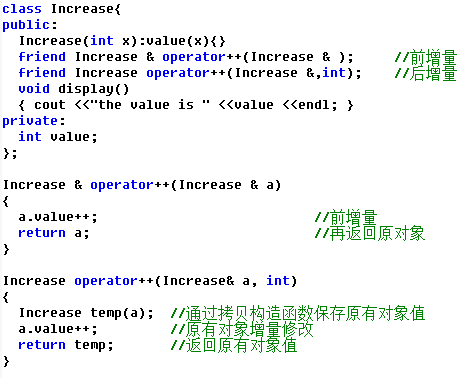 class Increase{
public:
  Increase(int x):value(x){}
  friend Increase & operator++(Increase & );     //前增量
  friend Increase operator++(Increase &,int);    //后增量
  void display()
  { cout <<"the value is " <<value <<endl; }
private:
  int value;
};
Increase & operator++(Increase & a)
{
  a.value++;                           //前增量
  return a;                            //再返回原对象
}
Increase operator++(Increase& a, int)
{
  Increase temp(a);  //通过拷贝构造函数保存原有对象值
  a.value++;         //原有对象增量修改
  return temp;       //返回原有对象值
}